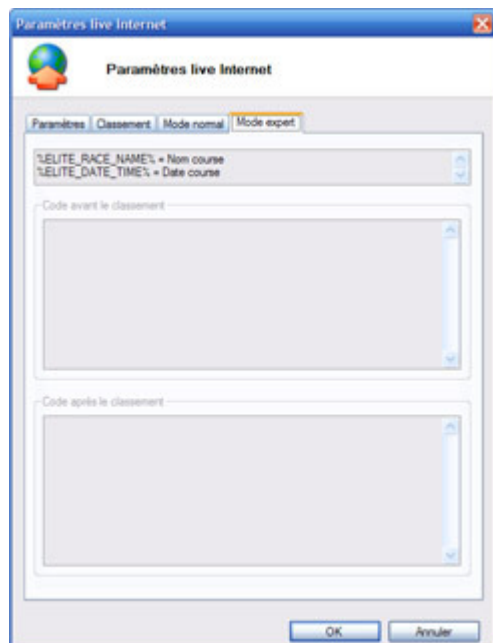 Paramètres live Internet
Paramètres live Internet
Paramètres Classement Mode normal Mode expert
%ELITE_RACE_NAME% = Nom course
%ELITE_DATE_TIME% = Date course
Code avant le classement
Code après le classement
OK Annuler